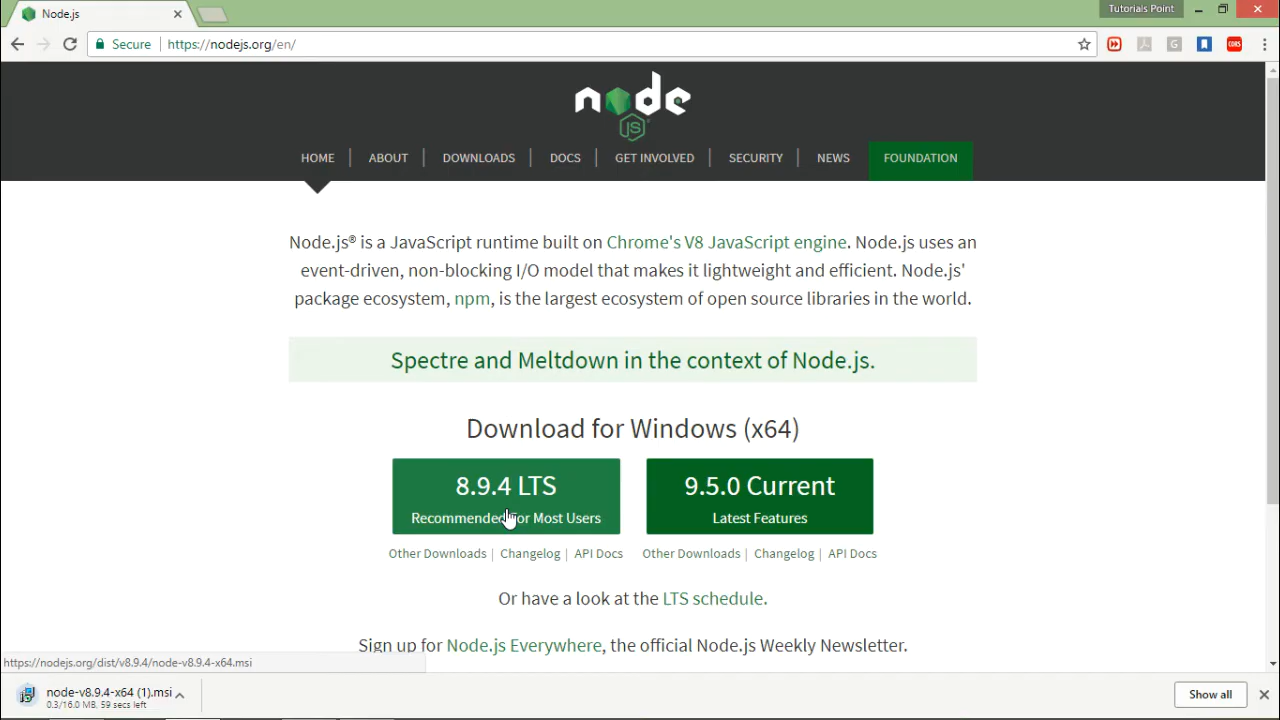 Node.js
Tutorials Point
Secure
https://nodejs.org/en/
CORS
node
JS
HOME
ABOUT
DOWNLOADS
DOCS
GET INVOLVED
SECURITY
NEWS
FOUNDATION
Node.js® is a JavaScript runtime built on Chrome's V8 JavaScript engine. Node.js uses an
event-driven, non-blocking I/O model that makes it lightweight and efficient. Node.js'
package ecosystem, npm, is the largest ecosystem of open source libraries in the world.
Spectre and Meltdown in the context of Node.js.
Download for Windows (x64)
8.9.4 LTS
Recommended For Most Users
9.5.0 Current
Latest Features
Other Downloads | Changelog | API Docs
Other Downloads | Changelog | API Docs
Or have a look at the LTS schedule.
Sign up for Node.js Everywhere, the official Node.js Weekly Newsletter.
https://nodejs.org/dist/v8.9.4/node-v8.9.4-x64.msi
node-v8.9.4-x64 (1).msi
0.3/16.0 MB, 59 secs left
Show all